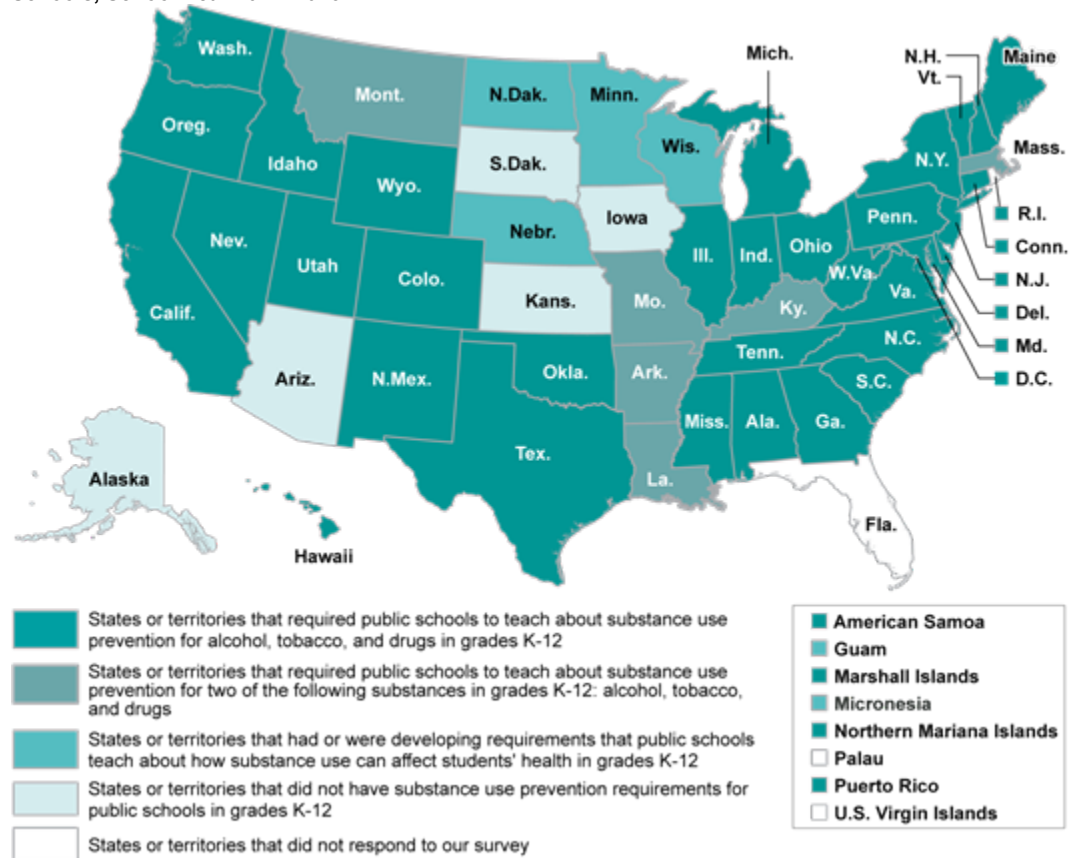 Wash.
Mont.
N.Dak.
Minn.
Mich.
N.H.
Vt.
Maine
Oreg.
Idaho
S.Dak.
Wis.
N.Y.
Mass.
Wyo.
Iowa
Penn.
R.I.
Nev.
Nebr.
Ill.
Ind.
Ohio
Conn.
Utah
Colo.
W.Va.
N.J.
Calif.
Kans.
Mo.
Ky.
Va.
Del.
Ariz.
N.Mex.
Okla.
Ark.
Tenn.
N.C.
Md.
S.C.
D.C.
Miss.
Ala.
Ga.
Tex.
La.
Alaska
Hawaii
Fla.
States or territories that required public schools to teach about substance use
prevention for alcohol, tobacco, and drugs in grades K-12
States or territories that required public schools to teach about substance use
prevention for two of the following substances in grades K-12: alcohol, tobacco,
and drugs
States or territories that had or were developing requirements that public schools
teach about how substance use can affect students' health in grades K-12
States or territories that did not have substance use prevention requirements for
public schools in grades K-12
States or territories that did not respond to our survey
American Samoa
Guam
Marshall Islands
Micronesia
Northern Mariana Islands
Palau
Puerto Rico
U.S. Virgin Islands